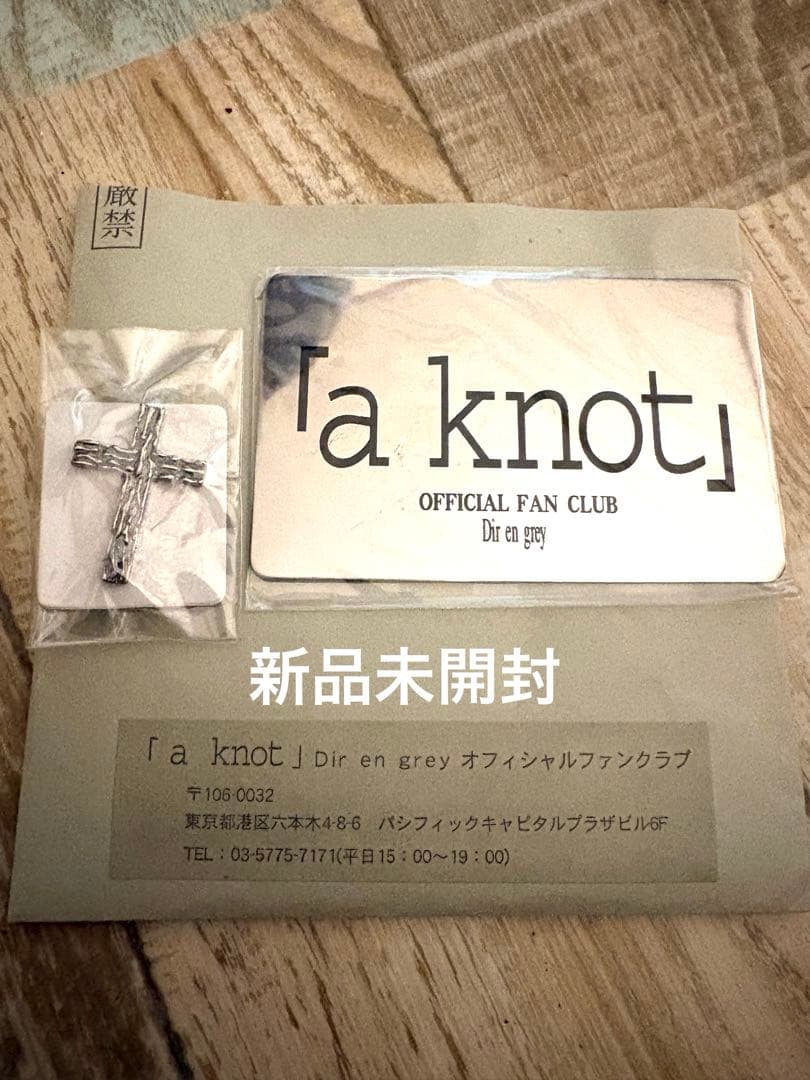 厳禁
「a knot」
OFFICIAL FAN CLUB
Dir en grey
新品未開封
「a knot」Dir en grey オフィシャルファンクラブ
〒106-0032
東京都港区六本木4-8-6 パシフィックキャピタルプラザビル6F
TEL：03-5775-7171(平日15：00〜19：00)